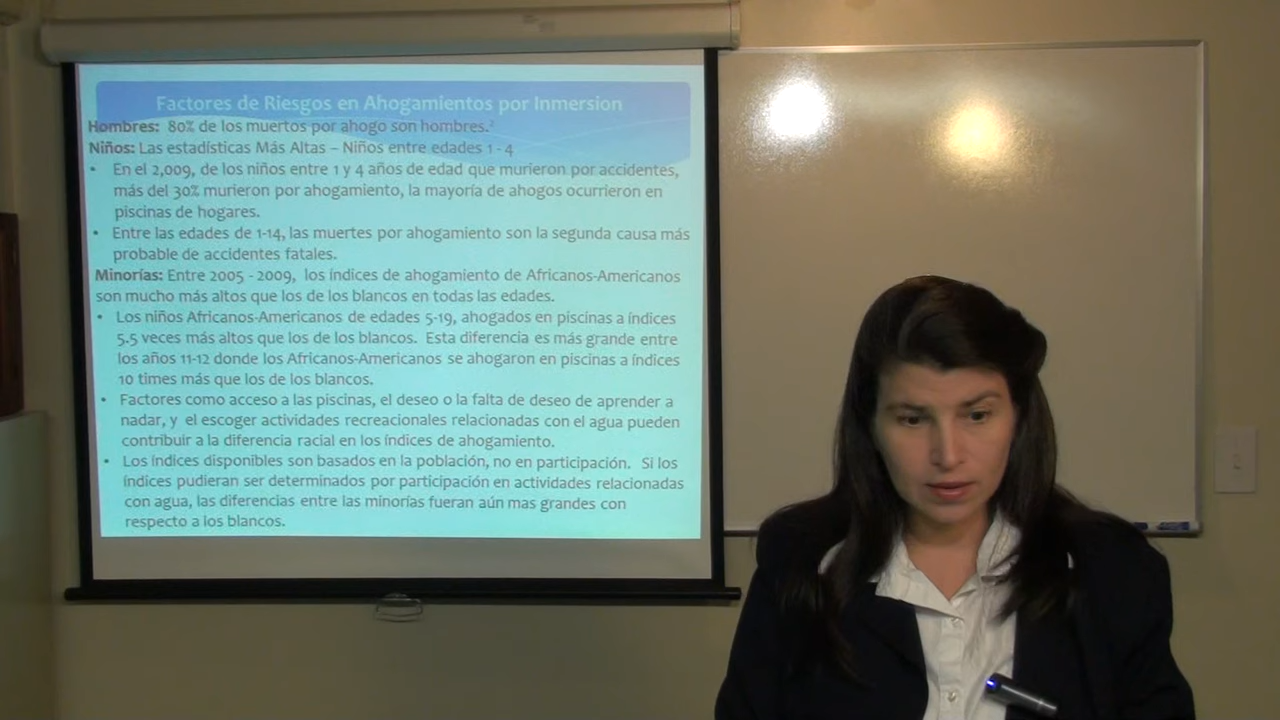 Factores de Riesgos en Ahogamientos por Inmersion
Hombres: 80% de los muertos por ahogo son hombres.²
Niños: Las estadísticas Más Altas – Niños entre edades 1 - 4
• En el 2,009, de los niños entre 1 y 4 años de edad que murieron por accidentes,
más del 30% murieron por ahogamiento, la mayoría de ahogos ocurrieron en
piscinas de hogares.
• Entre las edades de 1-14, las muertes por ahogamiento son la segunda causa más
probable de accidentes fatales.
Minorías: Entre 2005 - 2009, los índices de ahogamiento de Africanos-Americanos
son mucho más altos que los de los blancos en todas las edades.
• Los niños Africanos-Americanos de edades 5-19, ahogados en piscinas a índices
5.5 veces más altos que los de los blancos. Esta diferencia es más grande entre
los años 11-12 donde los Africanos-Americanos se ahogaron en piscinas a índices
10 times más que los de los blancos.
• Factores como acceso a las piscinas, el deseo o la falta de deseo de aprender a
nadar, y el escoger actividades recreacionales relacionadas con el agua pueden
contribuir a la diferencia racial en los índices de ahogamiento.
• Los índices disponibles son basados en la población, no en participación. Si los
índices pudieran ser determinados por participación en actividades relacionadas
con agua, las diferencias entre las minorías fueran aún mas grandes con
respecto a los blancos.